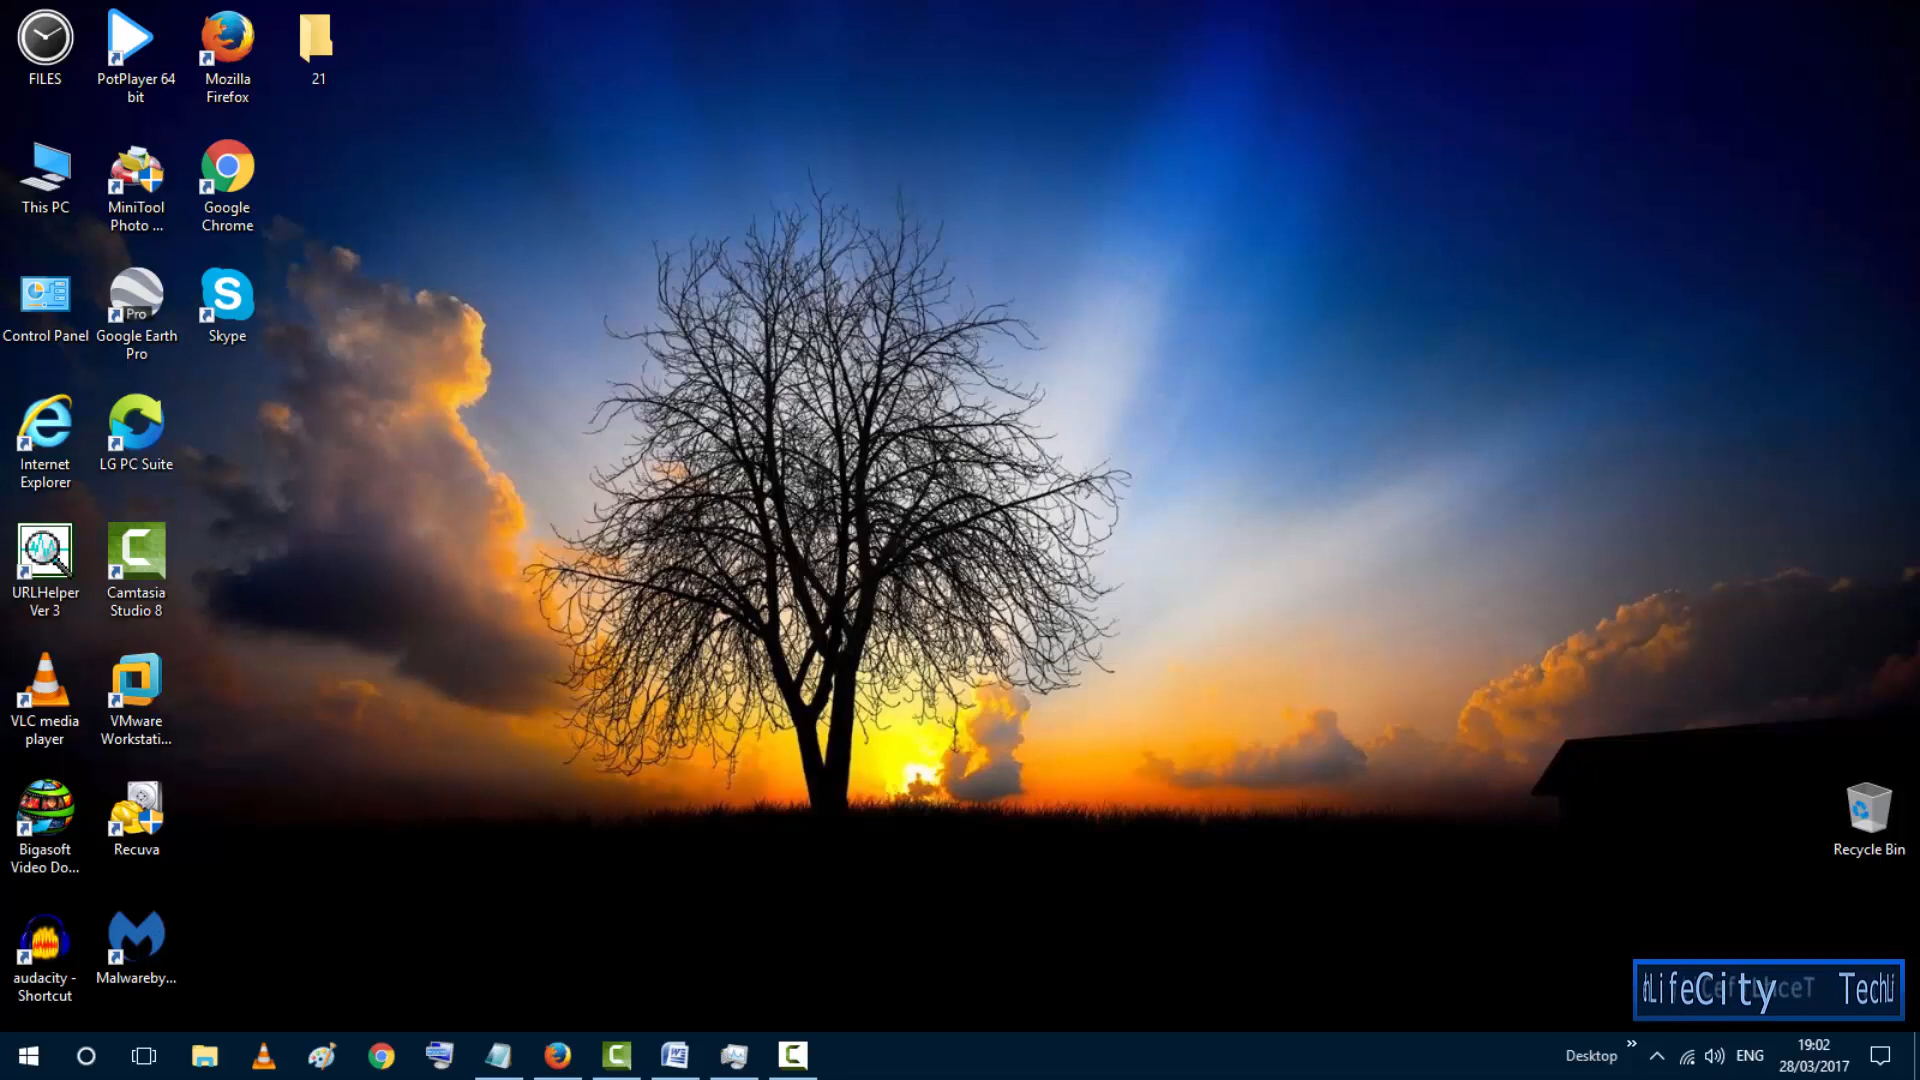 FILES
PotPlayer 64
bit
Mozilla
Firefox
21
This PC
MiniTool
Photo ...
Google
Chrome
Control Panel
Pro
Google Earth
Pro
Skype
Internet
Explorer
LG PC Suite
URLHelper
Ver 3
Camtasia
Studio 8
VLC media
player
VMware
Workstati...
Bigasoft
Video Do...
Recuva
Recycle Bin
audacity -
Shortcut
Malwareby...
LifeCity Tech
Desktop
ENG
19:02
28/03/2017